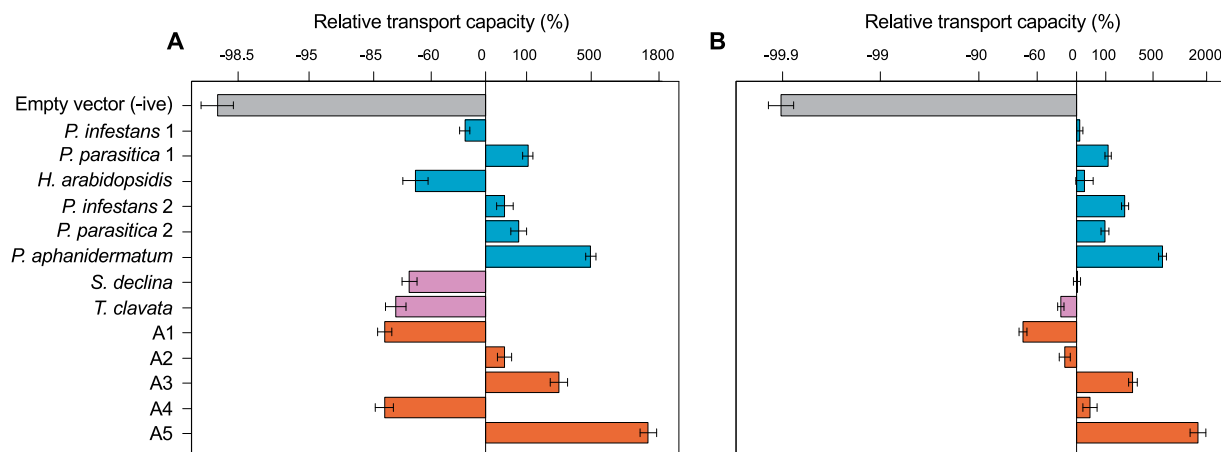 Relative transport capacity (%)
A
-98.5 -95 -85 -60 0 100 500 1800
Empty vector (-ive)
P. infestans 1
P. parasitica 1
H. arabidopsidis
P. infestans 2
P. parasitica 2
P. aphanidermatum
S. declina
T. clavata
A1
A2
A3
A4
A5
Relative transport capacity (%)
B
-99.9 -99 -90 -60 0 100 500 2000